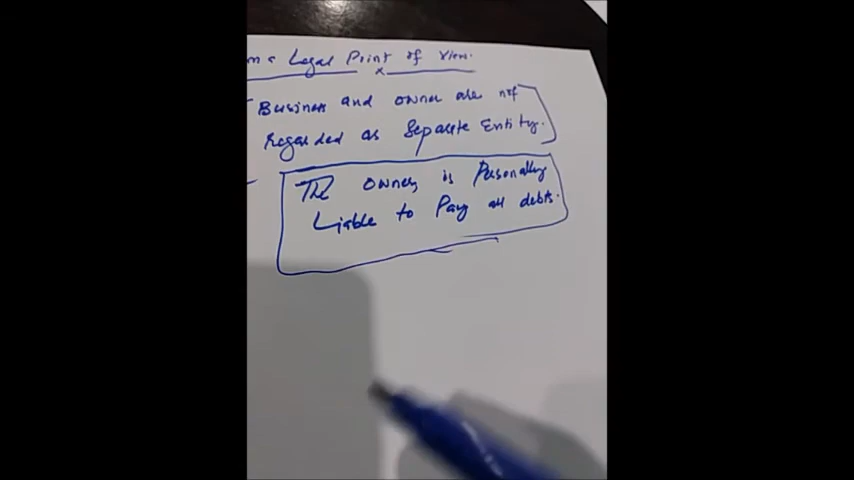 Legal Point of View.
Business and owner are not
regarded as Separate Entity.
The owner is Personally
Liable to Pay all debts.